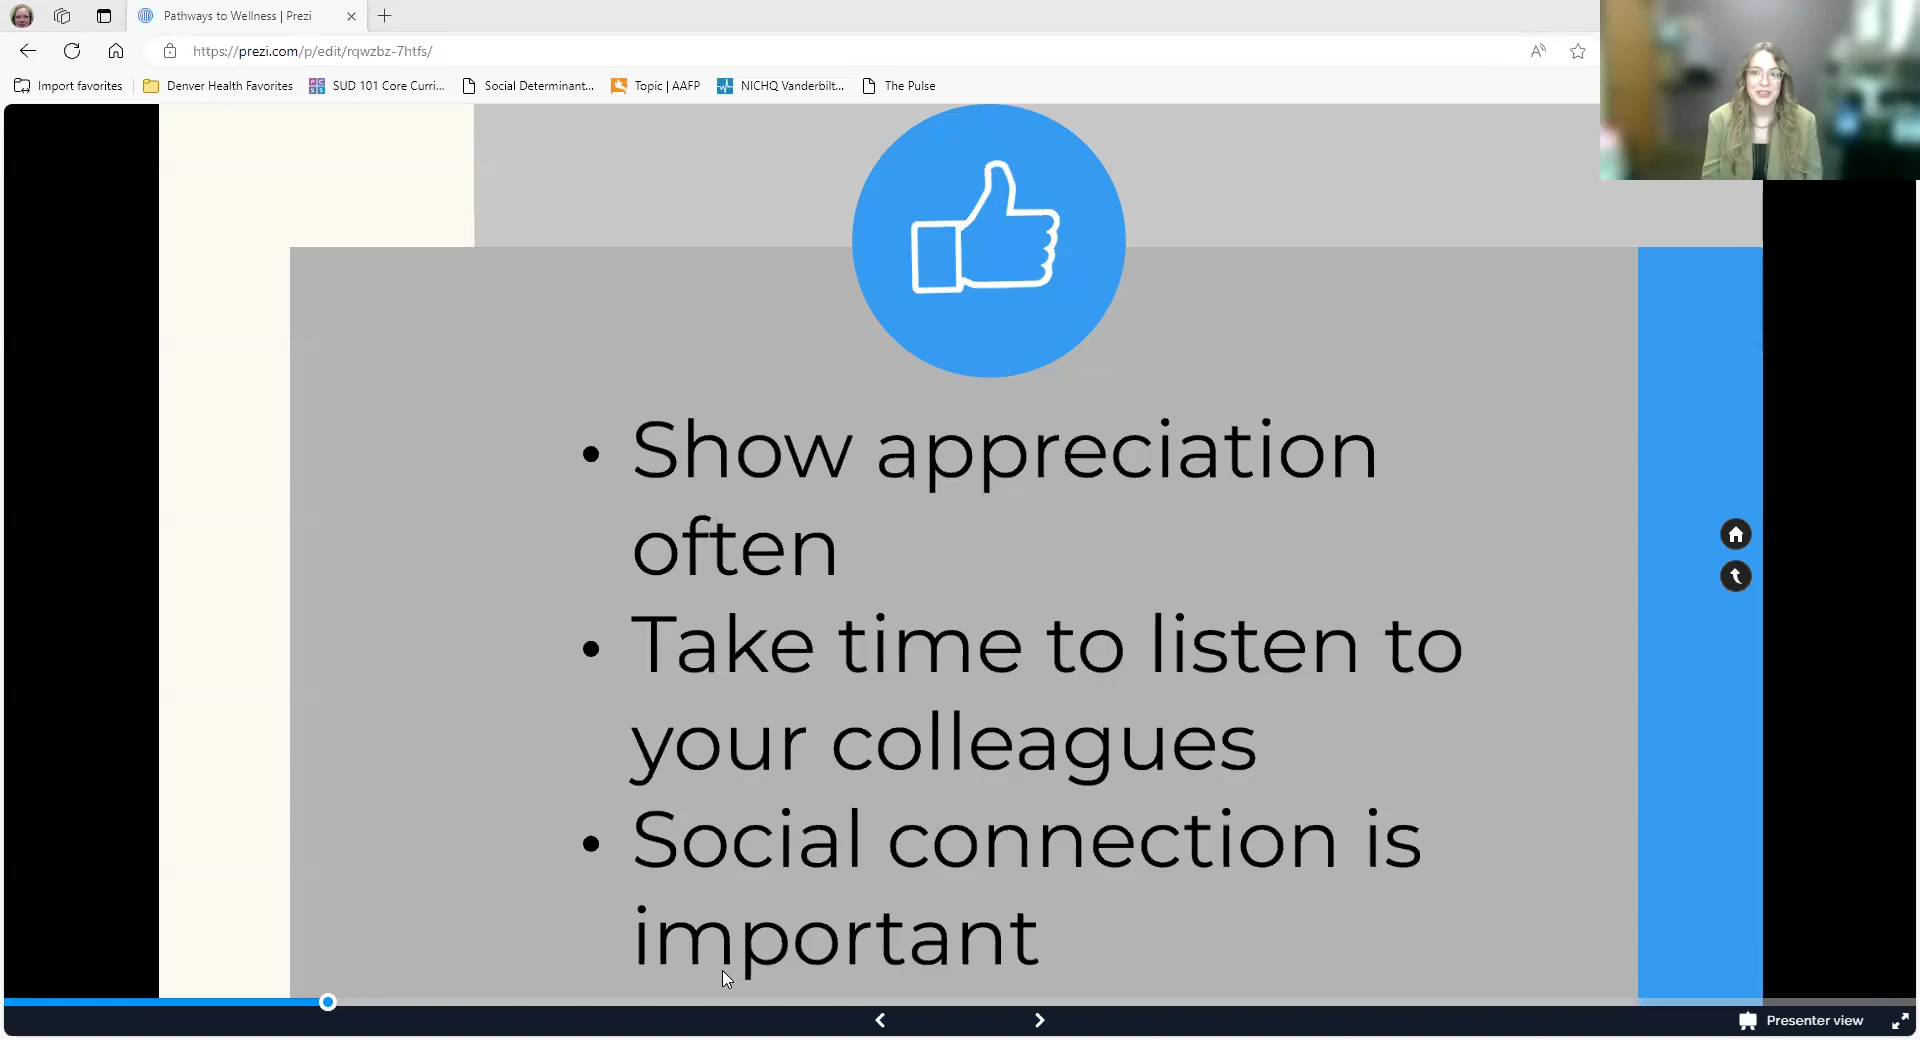 Pathways to Wellness | Prezi
https://prezi.com/p/edit/rqwzbz-7htfs/
Import favorites
Denver Health Favorites
SUD 101 Core Curri...
Social Determinant...
Topic | AAFP
NICHQ Vanderbilt...
The Pulse
• Show appreciation
often
• Take time to listen to
your colleagues
• Social connection is
important
Presenter view